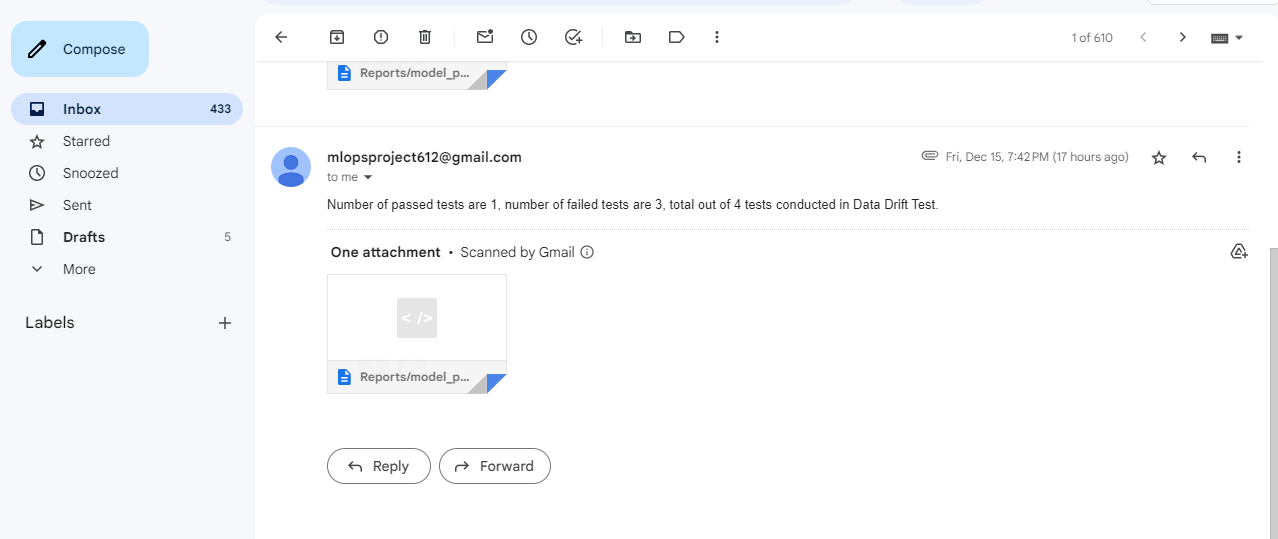 Compose
1 of 610
Inbox 433
Starred
Snoozed
Sent
Drafts 5
More
Labels
Reports/model_p...
mlopsproject612@gmail.com
Fri, Dec 15, 7:42 PM (17 hours ago)
to me
Number of passed tests are 1, number of failed tests are 3, total out of 4 tests conducted in Data Drift Test.
One attachment • Scanned by Gmail
< />
Reports/model_p...
Reply
Forward